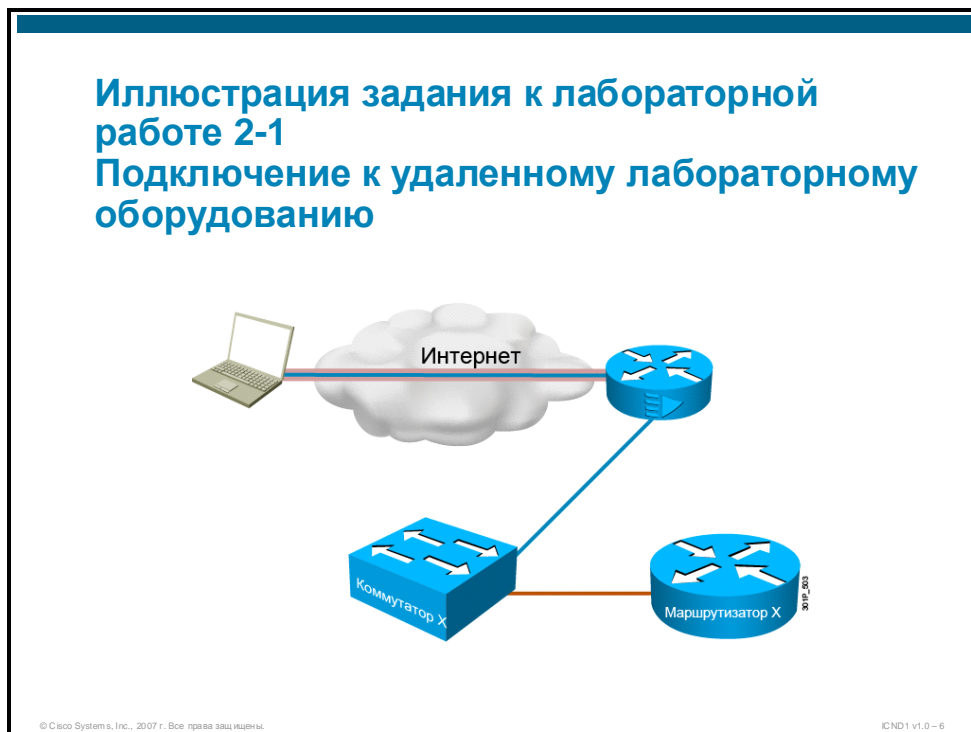 Иллюстрация задания к лабораторной
работе 2-1
Подключение к удаленному лабораторному
оборудованию
Интернет
Коммутатор X
Маршрутизатор X
301P_503
© Cisco Systems, Inc., 2007 г. Все права защищены.
ICND1 v1.0 – 6